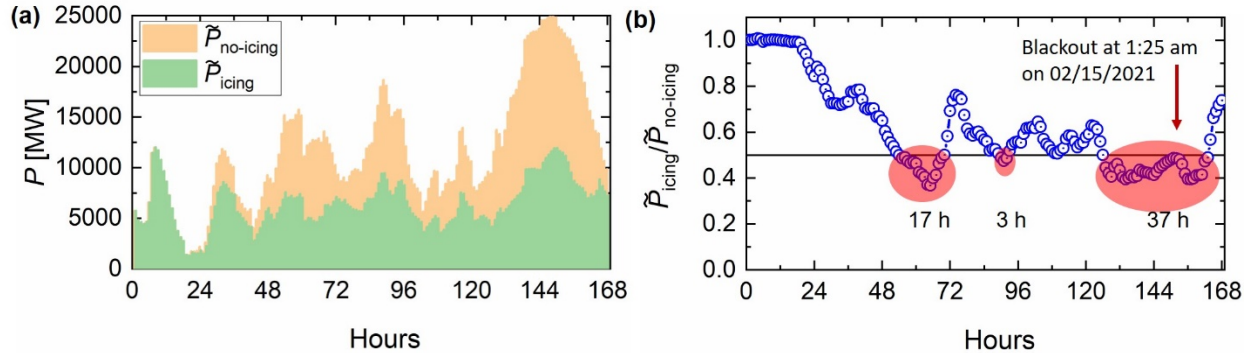 (a)
P [MW]
25000
20000
15000
10000
5000
0
P̃no-icing
P̃icing
0 24 48 72 96 120 144 168
Hours
(b)
P̃icing/P̃no-icing
1.0
0.8
0.6
0.4
0.2
0.0
Blackout at 1:25 am
on 02/15/2021
17 h 3 h 37 h
0 24 48 72 96 120 144 168
Hours